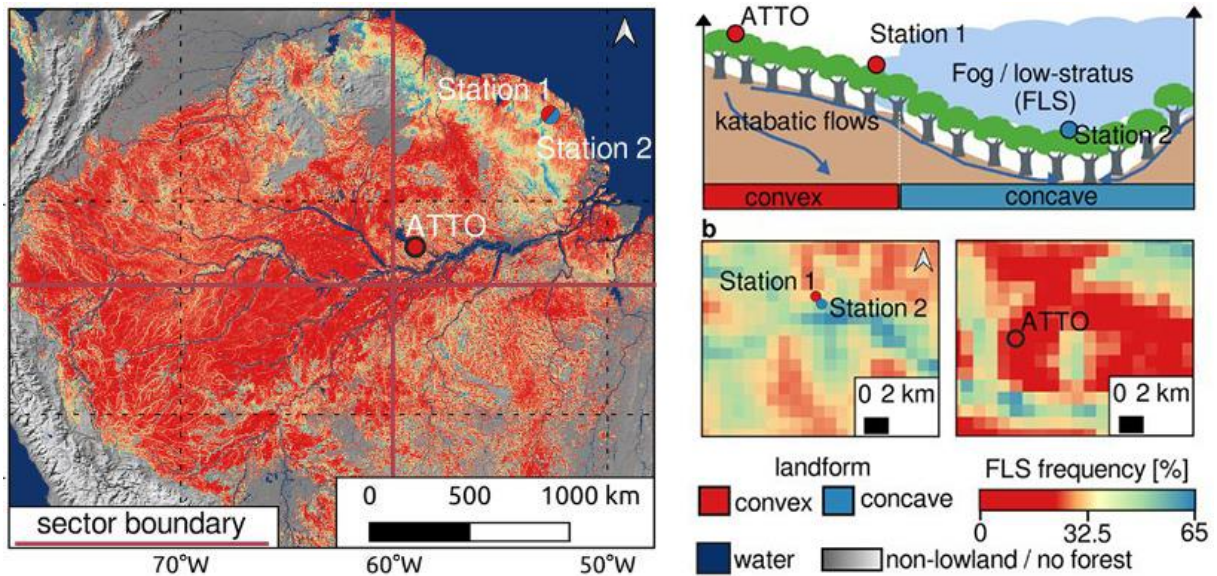 Station 1
Station 2
ATTO
0 500 1000 km
sector boundary
70°W 60°W 50°W
ATTO
Station 1
Fog / low-stratus
(FLS)
katabatic flows
Station 2
convex concave
b
Station 1
Station 2
0 2 km
ATTO
0 2 km
landform
convex concave
FLS frequency [%]
0 32.5 65
water non-lowland / no forest